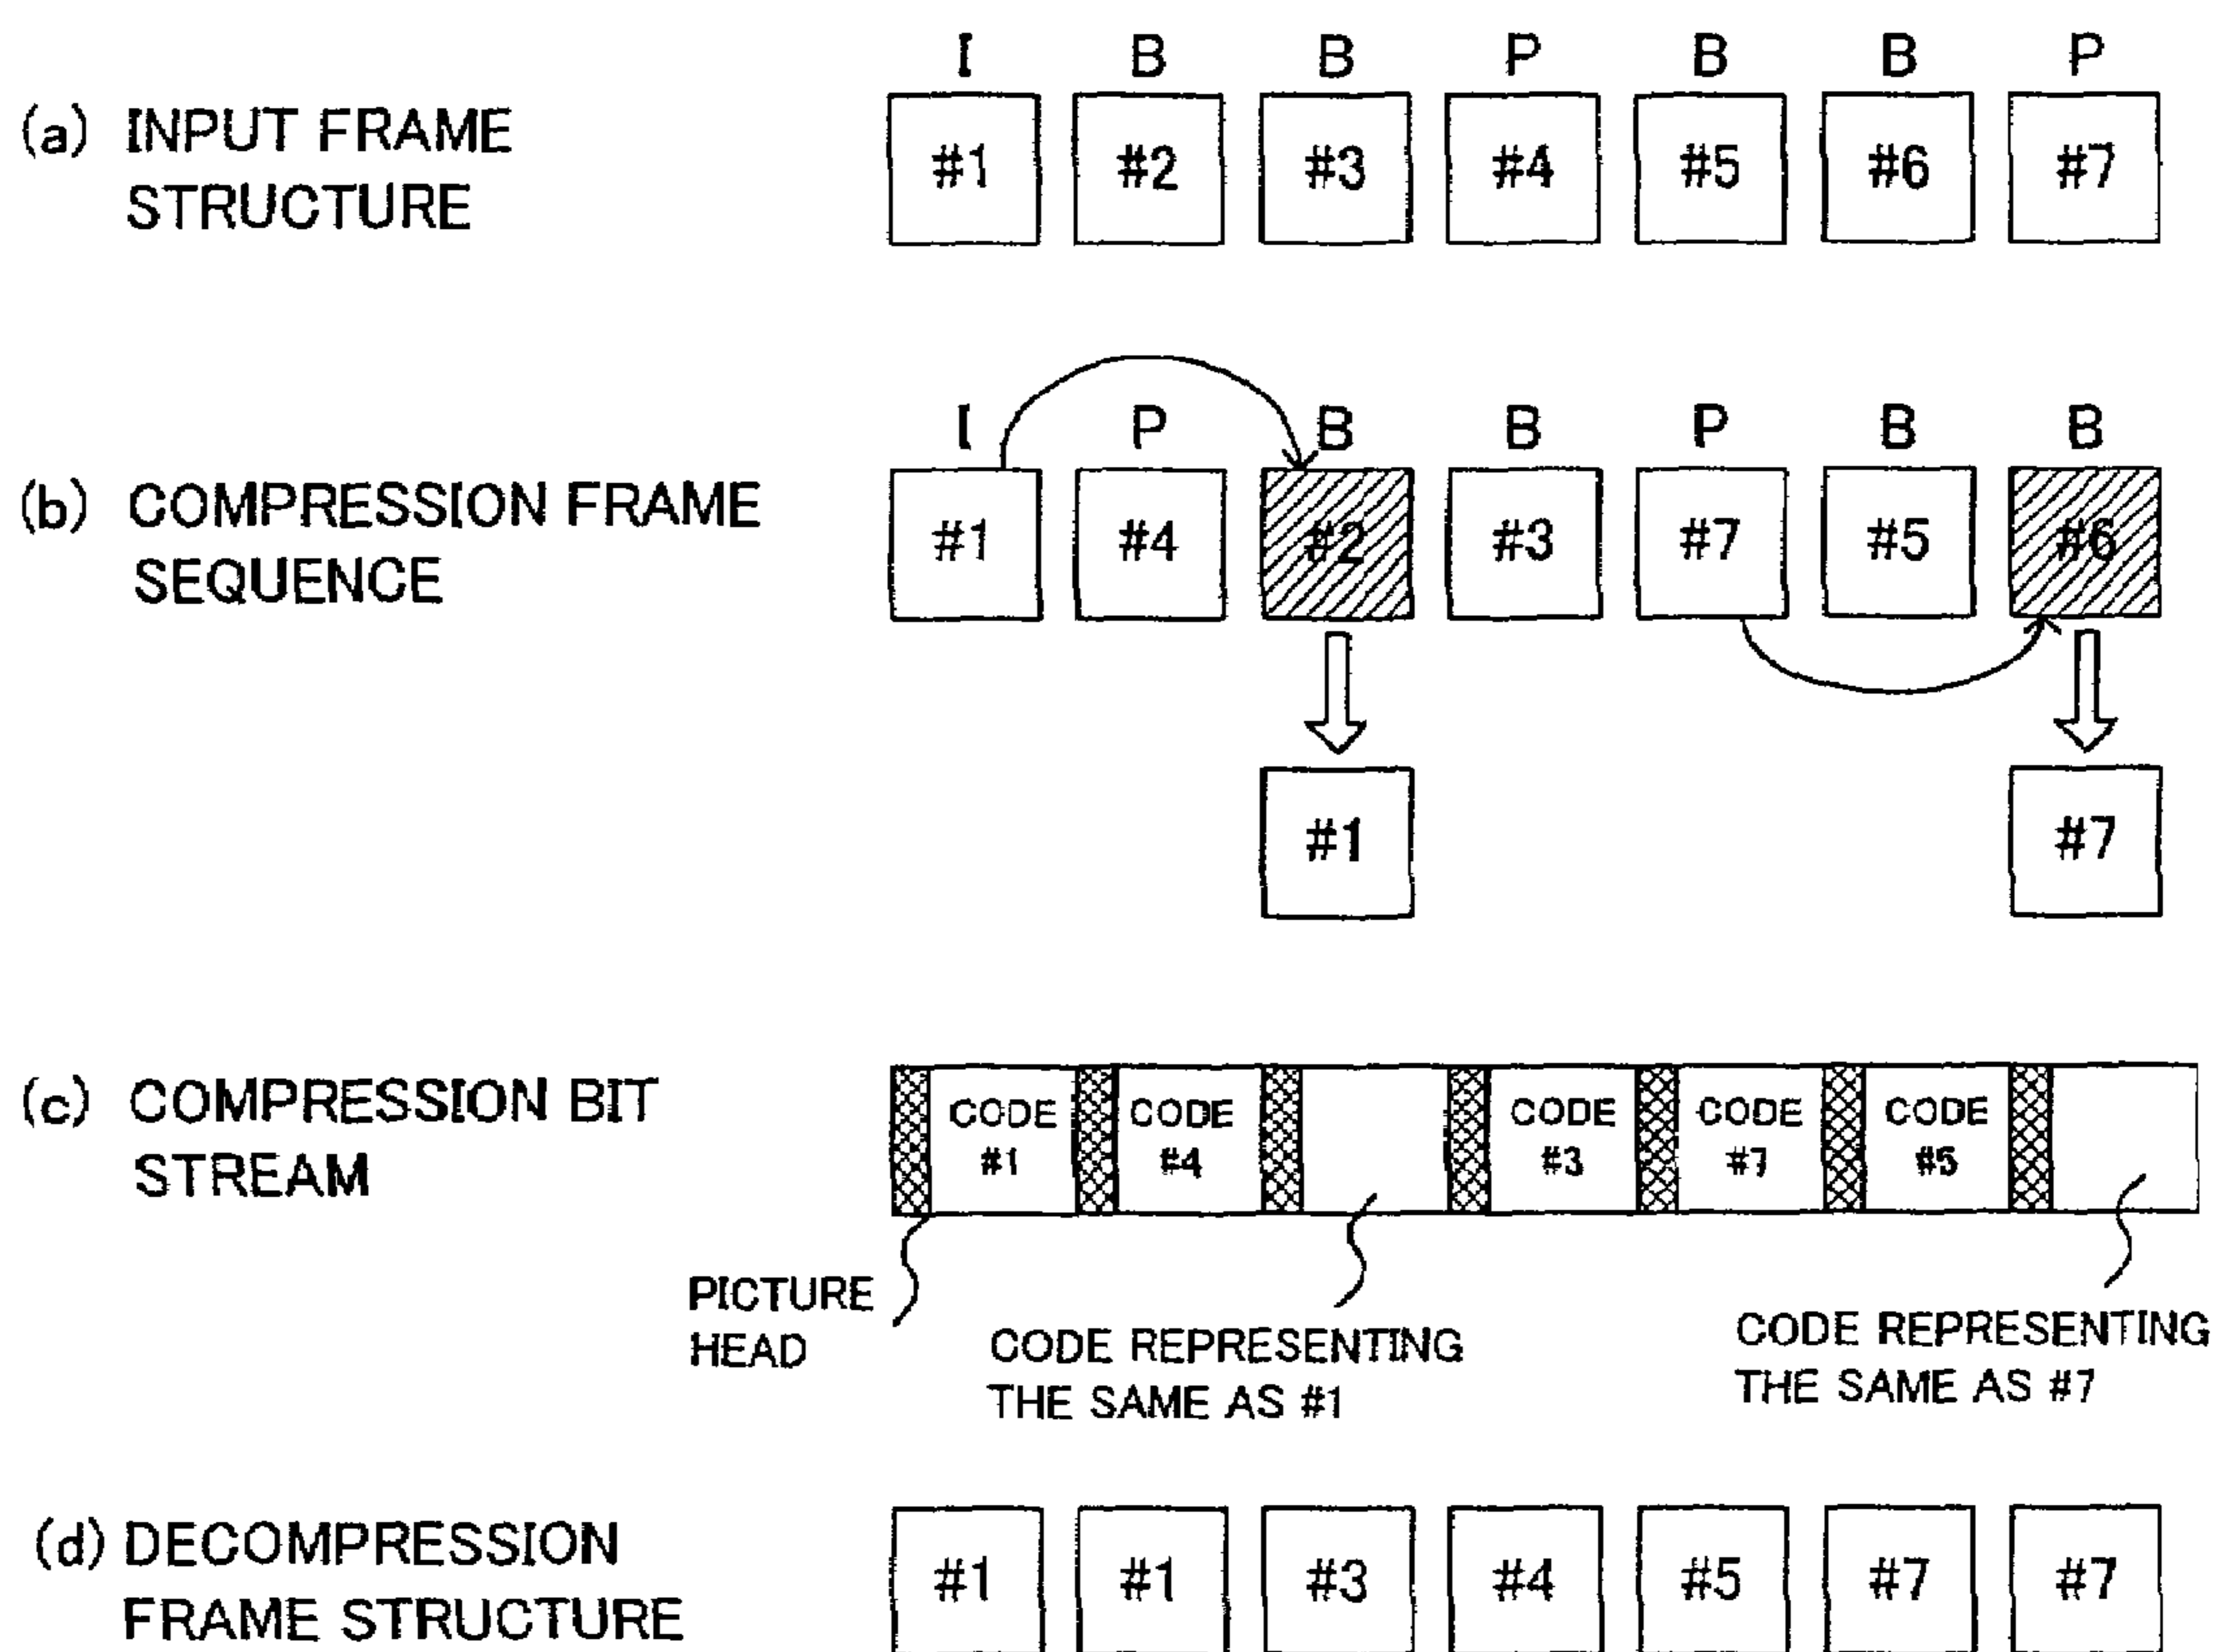 I B B P B B P
(a) INPUT FRAME
STRUCTURE
#1 #2 #3 #4 #5 #6 #7
I P B B P B B
(b) COMPRESSION FRAME
SEQUENCE
#1 #4 #2 #3 #7 #5 #6
#1 #7
(c) COMPRESSION BIT
STREAM
CODE CODE CODE CODE CODE
#1 #4 #3 #7 #5
PICTURE
HEAD
CODE REPRESENTING
THE SAME AS #1
CODE REPRESENTING
THE SAME AS #7
(d) DECOMPRESSION
FRAME STRUCTURE
#1 #1 #3 #4 #5 #7 #7